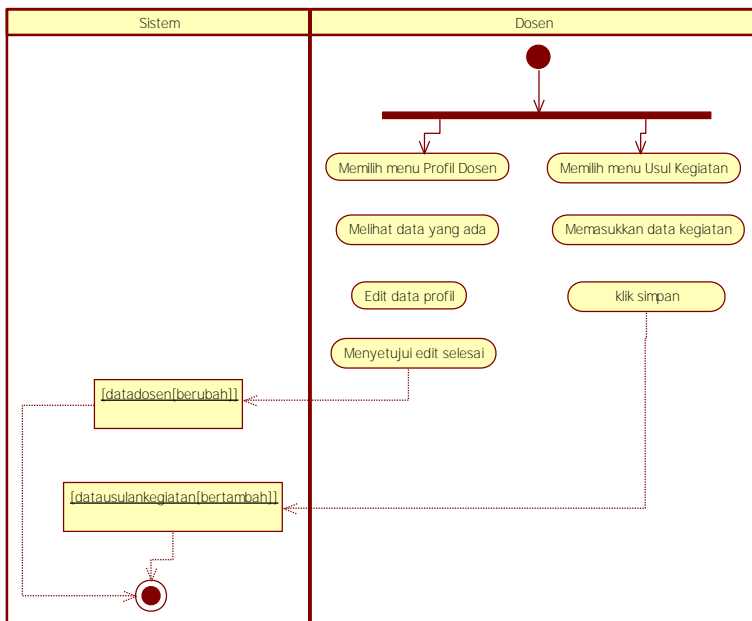 Sistem
Dosen
Memilih menu Profil Dosen
Memilih menu Usul Kegiatan
Melihat data yang ada
Memasukkan data kegiatan
Edit data profil
klik simpan
Menyetujui edit selesai
[datadosen[berubah]]
[datausulankegiatan[bertambah]]